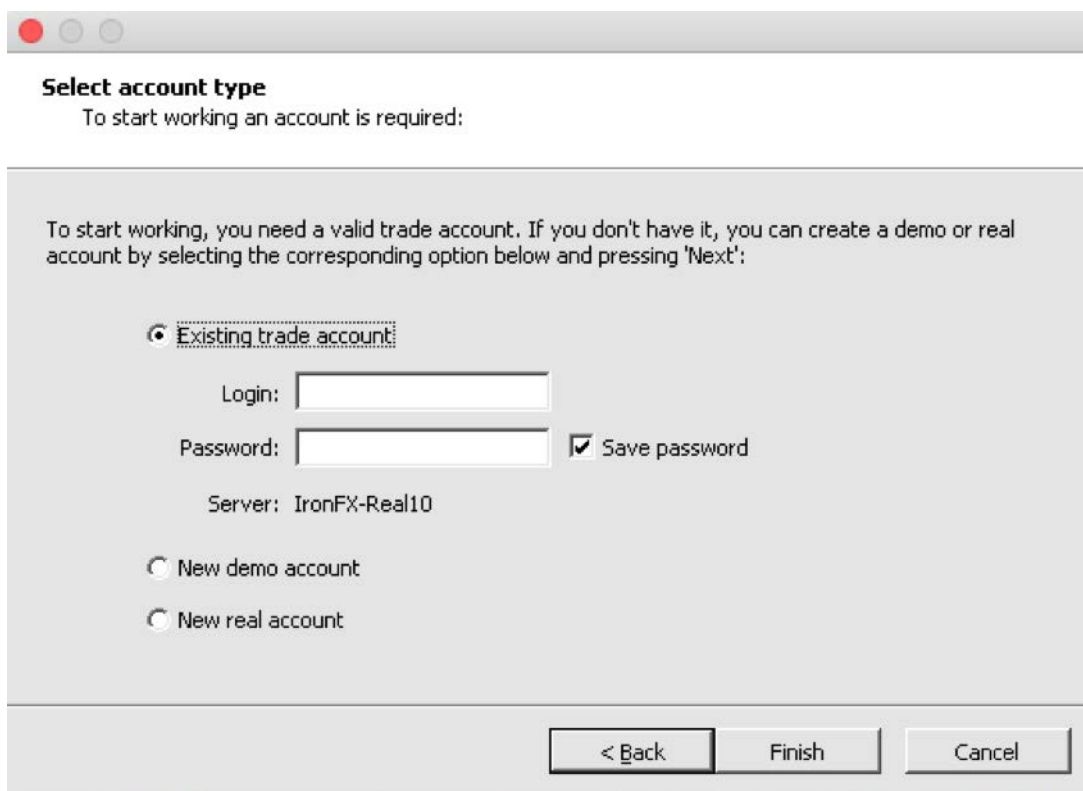 Select account type
To start working an account is required:
To start working, you need a valid trade account. If you don't have it, you can create a demo or real
account by selecting the corresponding option below and pressing 'Next':
Existing trade account
Login:
Password:
Save password
Server: IronFX-Real10
New demo account
New real account
< Back
Finish
Cancel